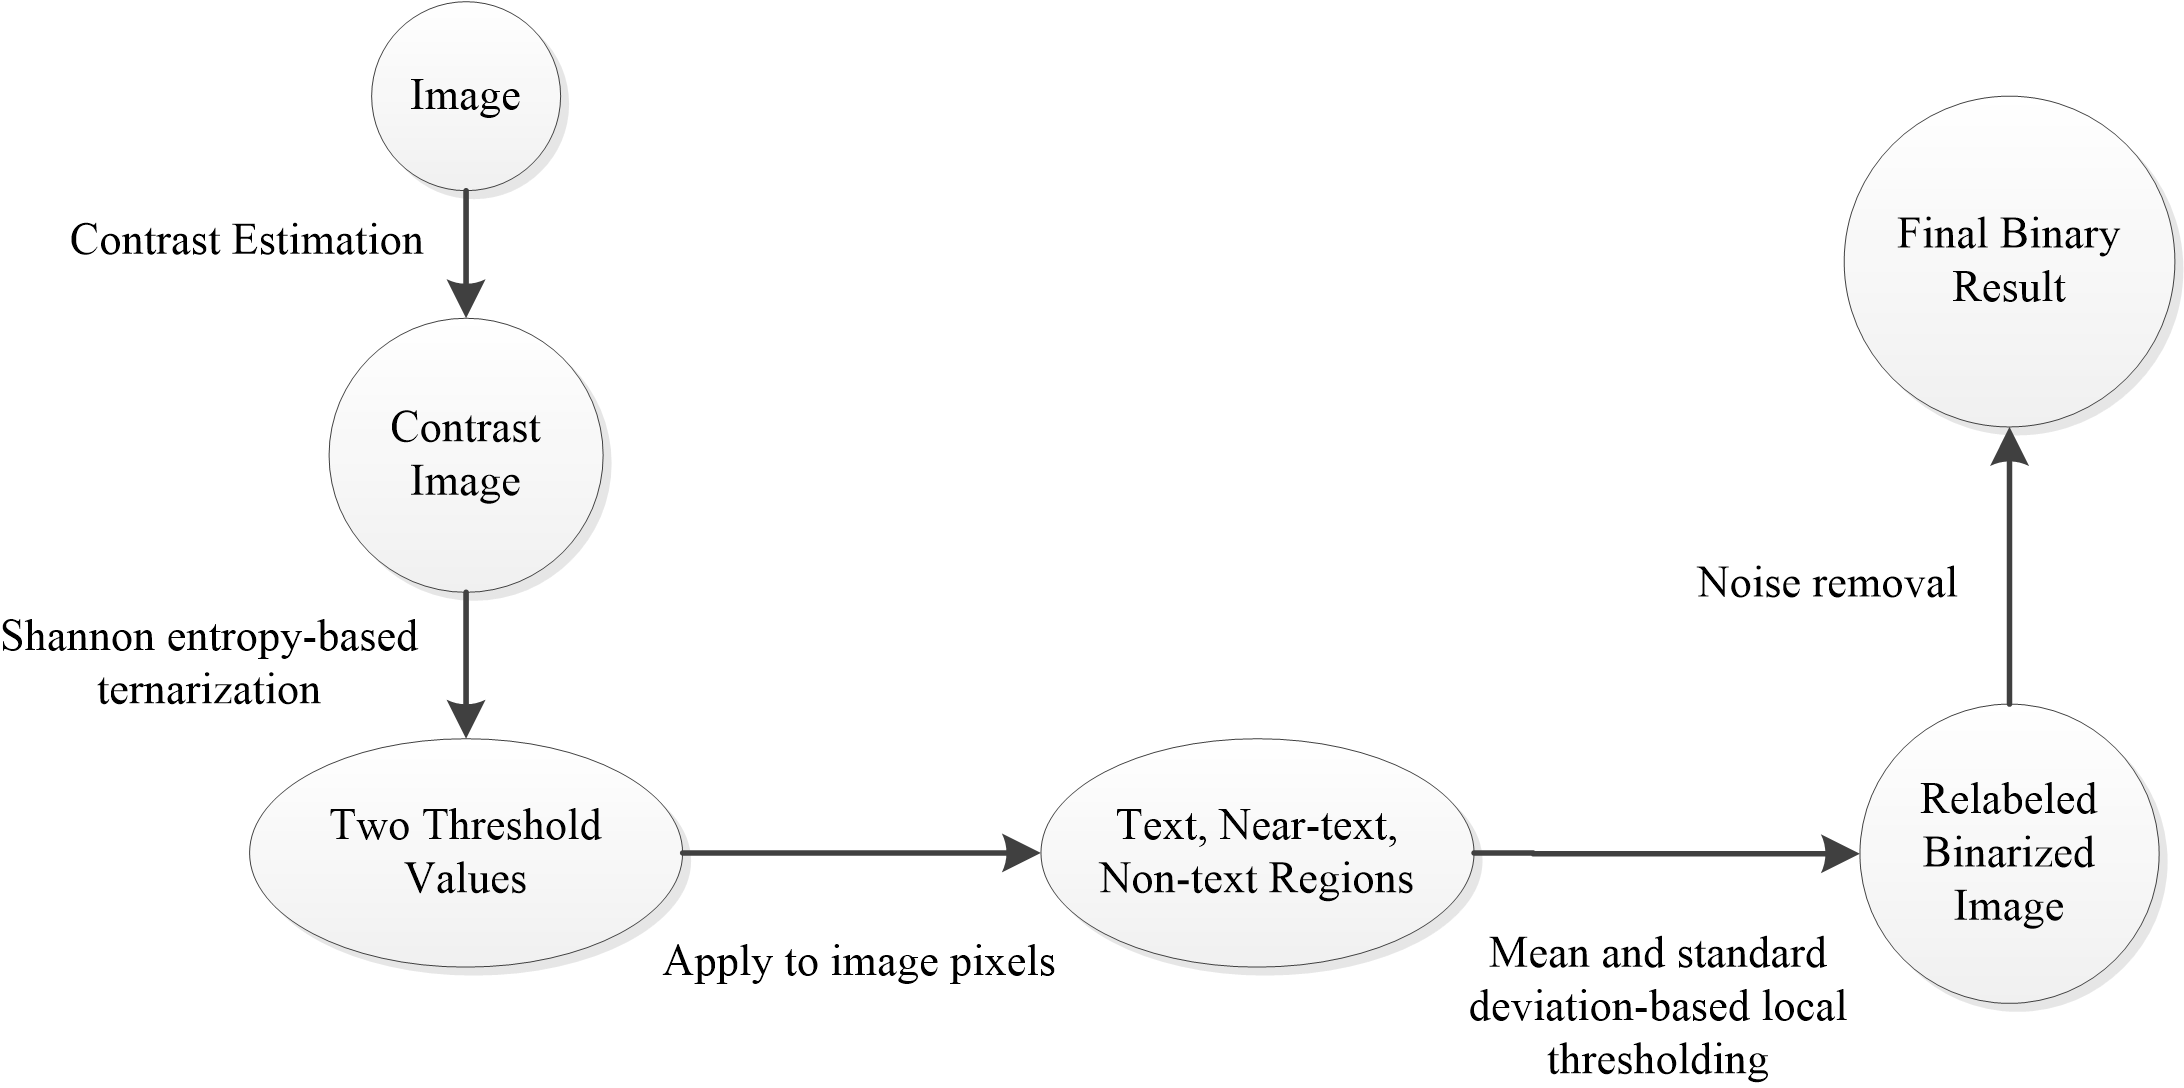 Image
Contrast Estimation
Contrast
Image
Shannon entropy-based
ternarization
Two Threshold
Values
Apply to image pixels
Text, Near-text,
Non-text Regions
Mean and standard
deviation-based local
thresholding
Relabeled
Binarized
Image
Noise removal
Final Binary
Result